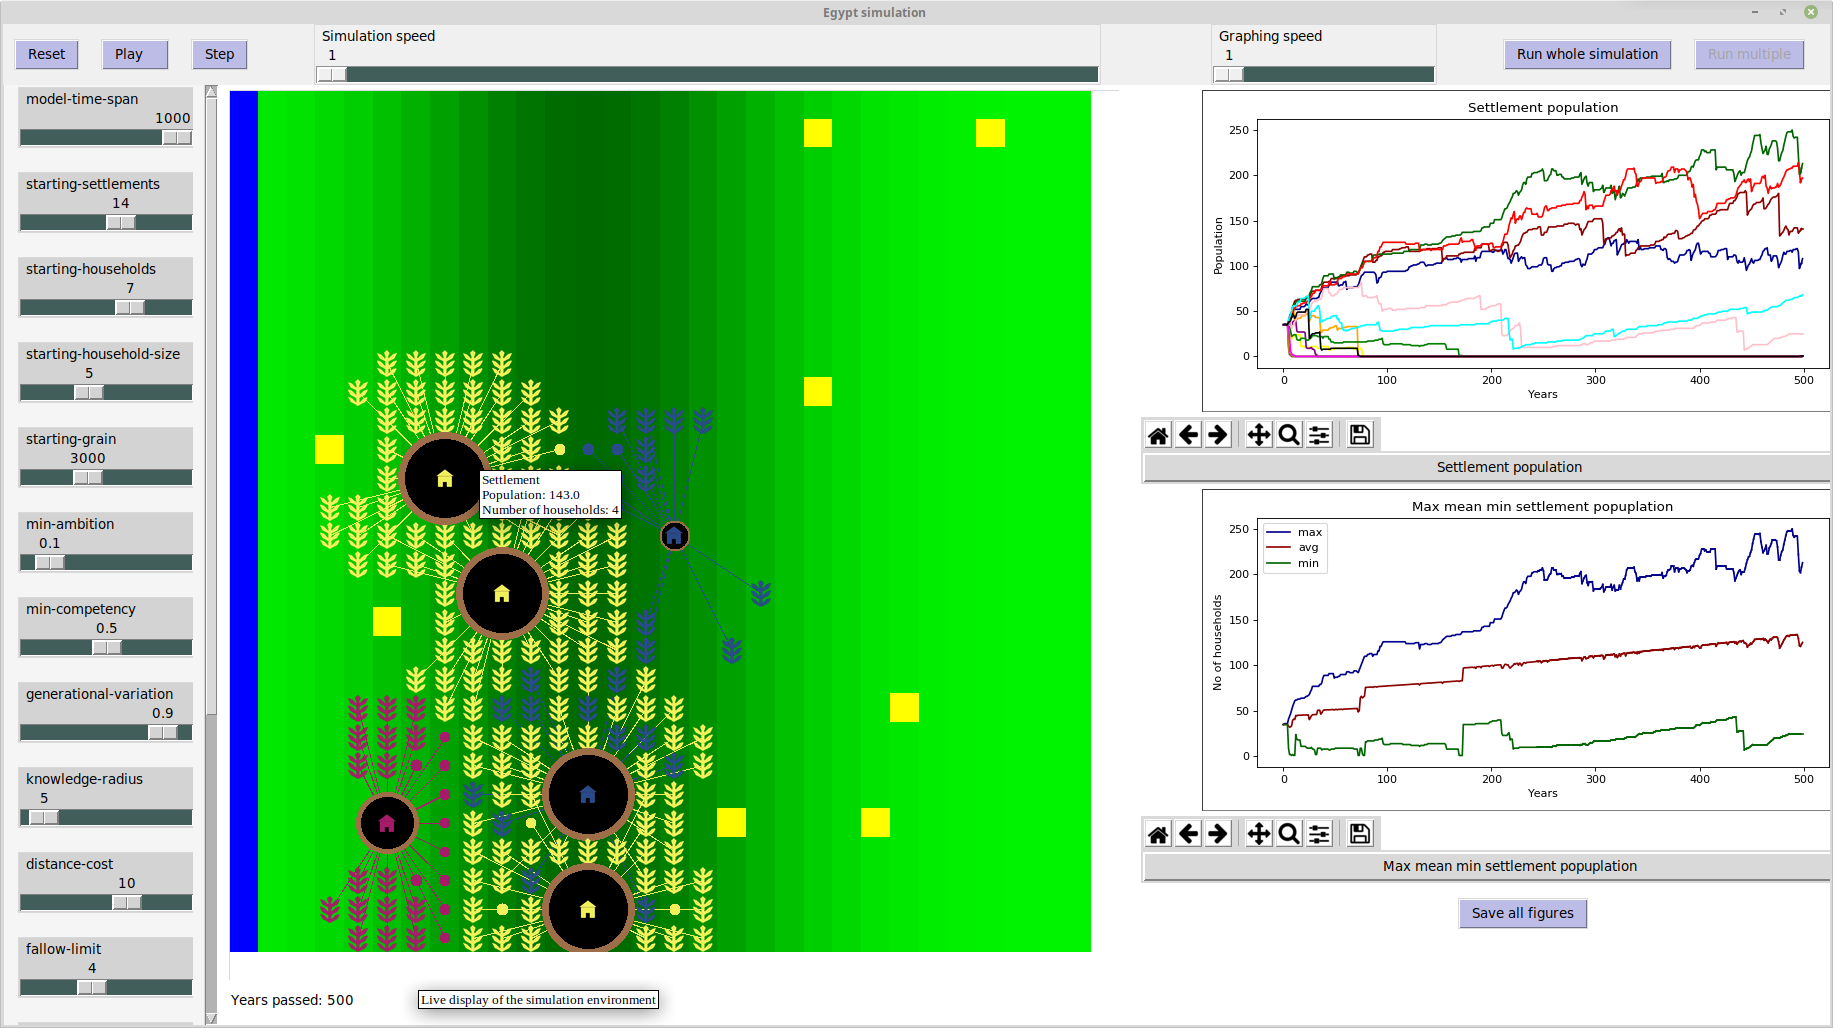 Egypt simulation
Reset
Play
Step
Simulation speed
1
Graphing speed
1
Run whole simulation
Run multiple
model-time-span
1000
starting-settlements
14
starting-households
7
starting-household-size
5
starting-grain
3000
min-ambition
0.1
min-competency
0.5
generational-variation
0.9
knowledge-radius
5
distance-cost
10
fallow-limit
4
Settlement
Population: 143.0
Number of households: 4
Years passed: 500
Live display of the simulation environment
Settlement population
Population
250
200
150
100
50
0
0 100 200 300 400 500
Years
Settlement population
Max mean min settlement popuplation
No of households
max
avg
min
250
200
150
100
50
0
0 100 200 300 400 500
Years
Max mean min settlement popuplation
Save all figures